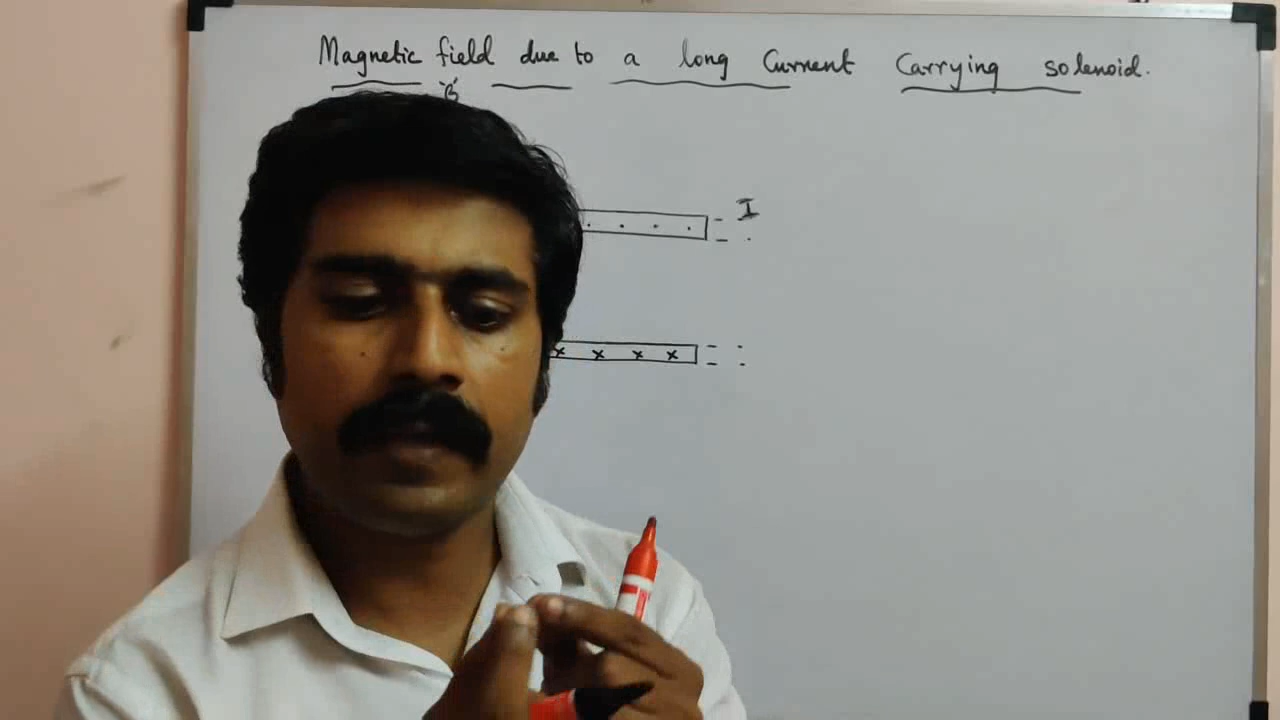 Magnetic field due to a long Current Carrying solenoid.
B
I
. . . .
x x x x